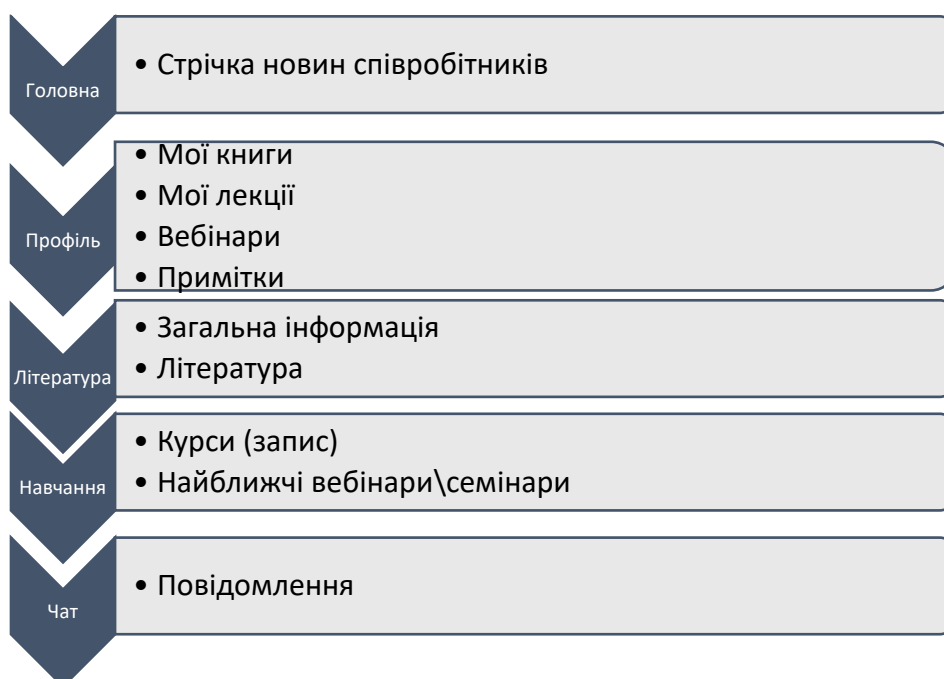 Головна
• Стрічка новин співробітників
Профіль
• Мої книги
• Мої лекції
• Вебінари
• Примітки
Література
• Загальна інформація
• Література
Навчання
• Курси (запис)
• Найближчі вебінари\семінари
Чат
• Повідомлення